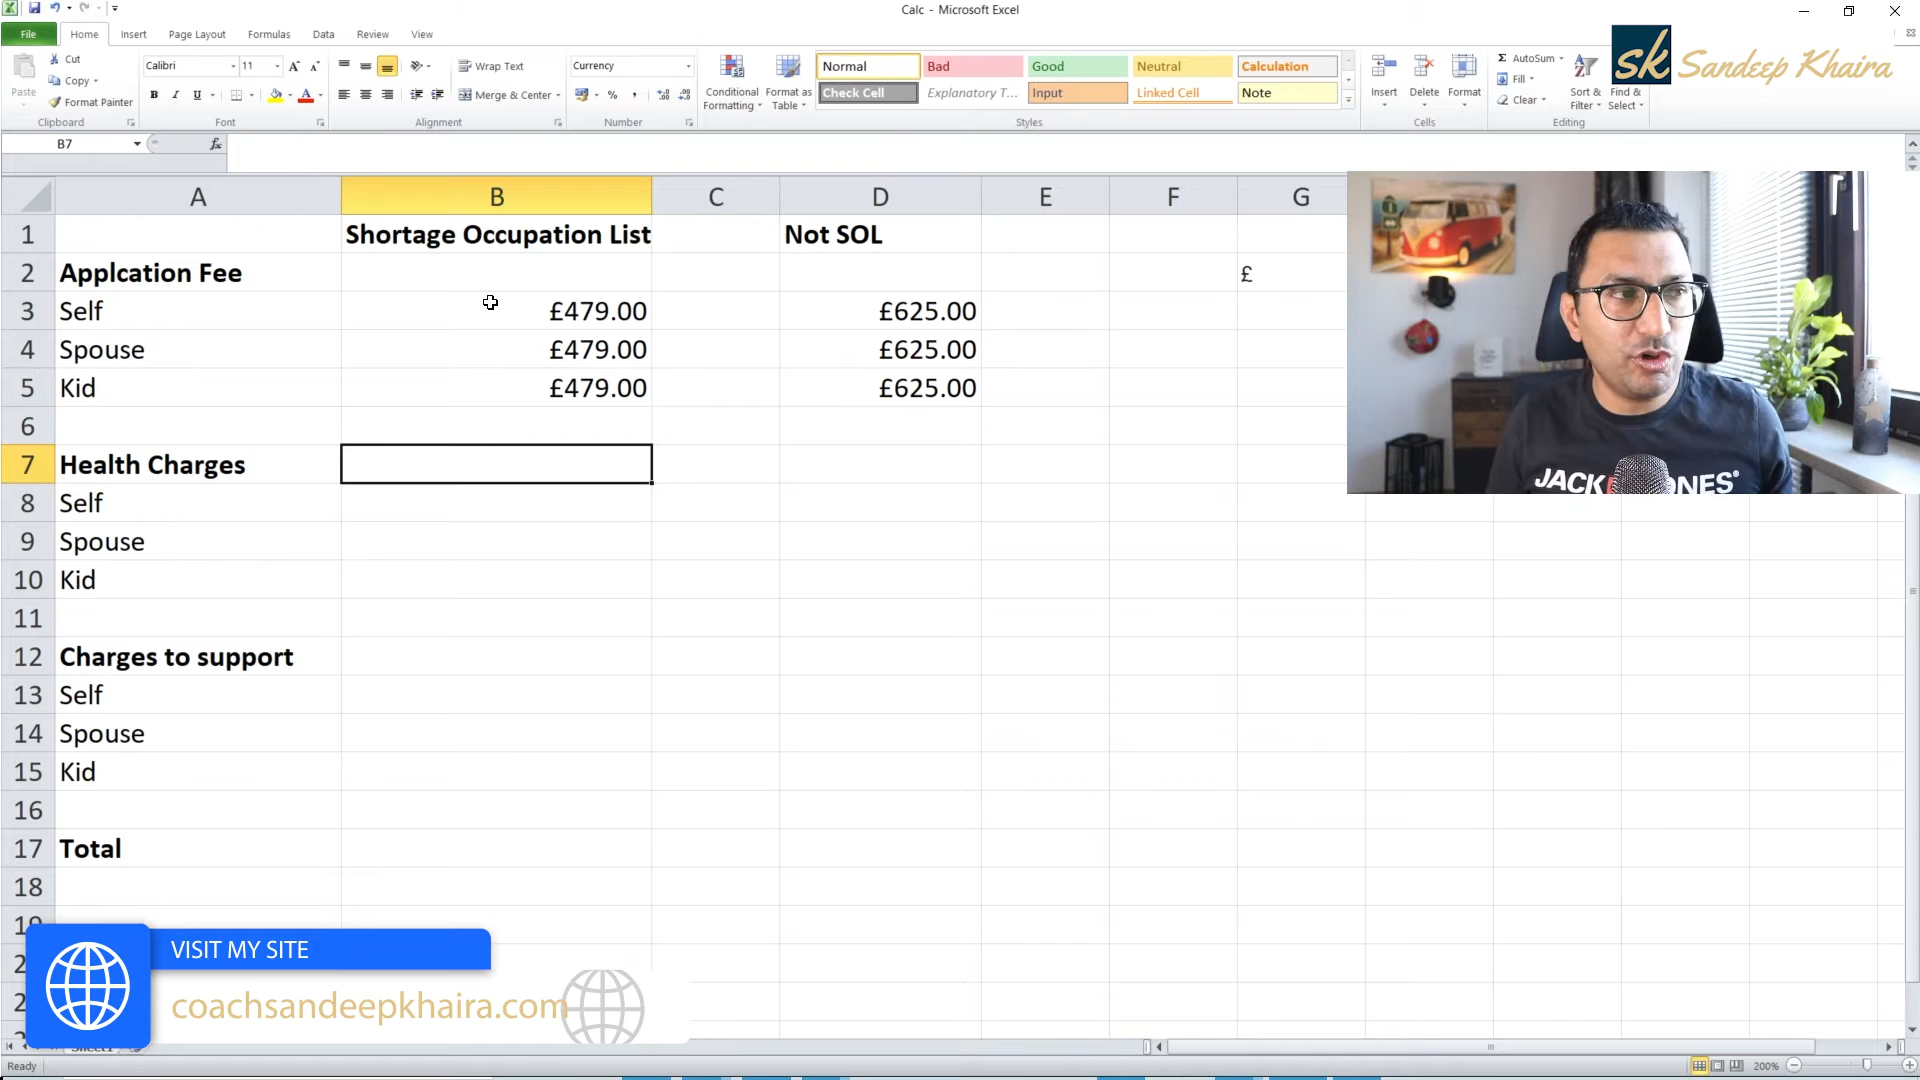 Calc - Microsoft Excel
File Home Insert Page Layout Formulas Data Review View
sk Sandeep Khaira
Paste
Cut
Copy
Format Painter
Clipboard
Calibri 11
B I U
Font
Wrap Text
Merge & Center
Alignment
Currency
Number
Conditional Formatting
Format as Table
Normal Bad Good Neutral Calculation
Check Cell Explanatory T... Input Linked Cell Note
Styles
Insert Delete Format
Cells
AutoSum
Fill
Clear
Sort & Filter
Find & Select
Editing
B7 fx
A B C D E F G
1 Shortage Occupation List Not SOL
2 Applcation Fee £
3 Self £479.00 £625.00
4 Spouse £479.00 £625.00
5 Kid £479.00 £625.00
6
7 Health Charges
8 Self
9 Spouse
10 Kid
11
12 Charges to support
13 Self
14 Spouse
15 Kid
16
17 Total
18
VISIT MY SITE
coachsandeepkhaira.com
Ready 200%